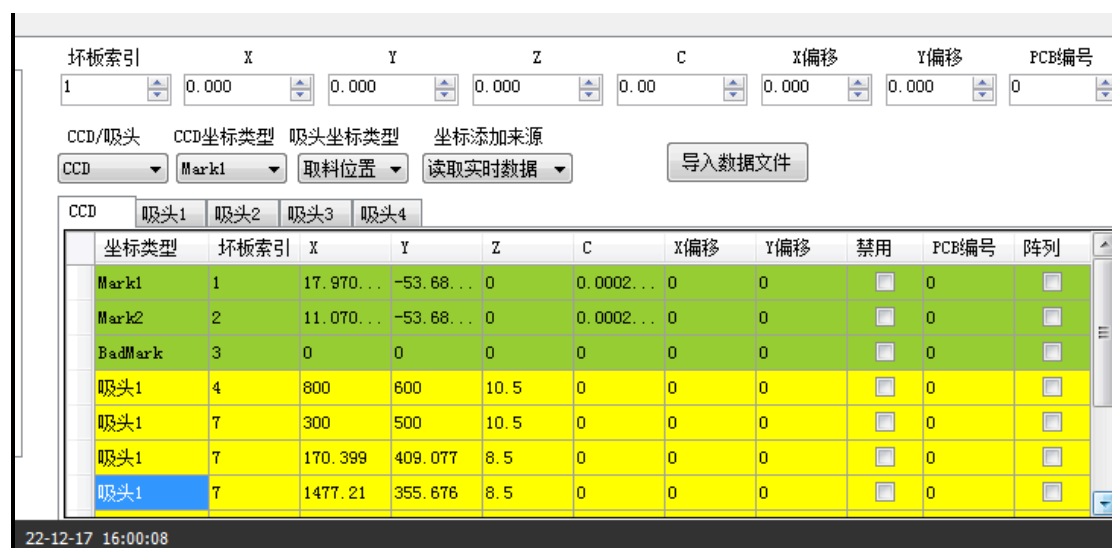 坏板索引 X Y Z C X偏移 Y偏移 PCB编号
1 0.000 0.000 0.000 0.00 0.000 0.000 0
CCD/吸头 CCD坐标类型 吸头坐标类型 坐标添加来源
CCD Mark1 取料位置 读取实时数据 导入数据文件
CCD 吸头1 吸头2 吸头3 吸头4
坐标类型 坏板索引 X Y Z C X偏移 Y偏移 禁用 PCB编号 阵列
Mark1 1 17.970... -53.68... 0 0.0002... 0 0 0
Mark2 2 11.070... -53.68... 0 0.0002... 0 0 0
BadMark 3 0 0 0 0 0 0 0
吸头1 4 800 600 10.5 0 0 0 0
吸头1 7 300 500 10.5 0 0 0 0
吸头1 7 170.399 409.077 8.5 0 0 0 0
吸头1 7 1477.21 355.676 8.5 0 0 0 0
22-12-17 16:00:08